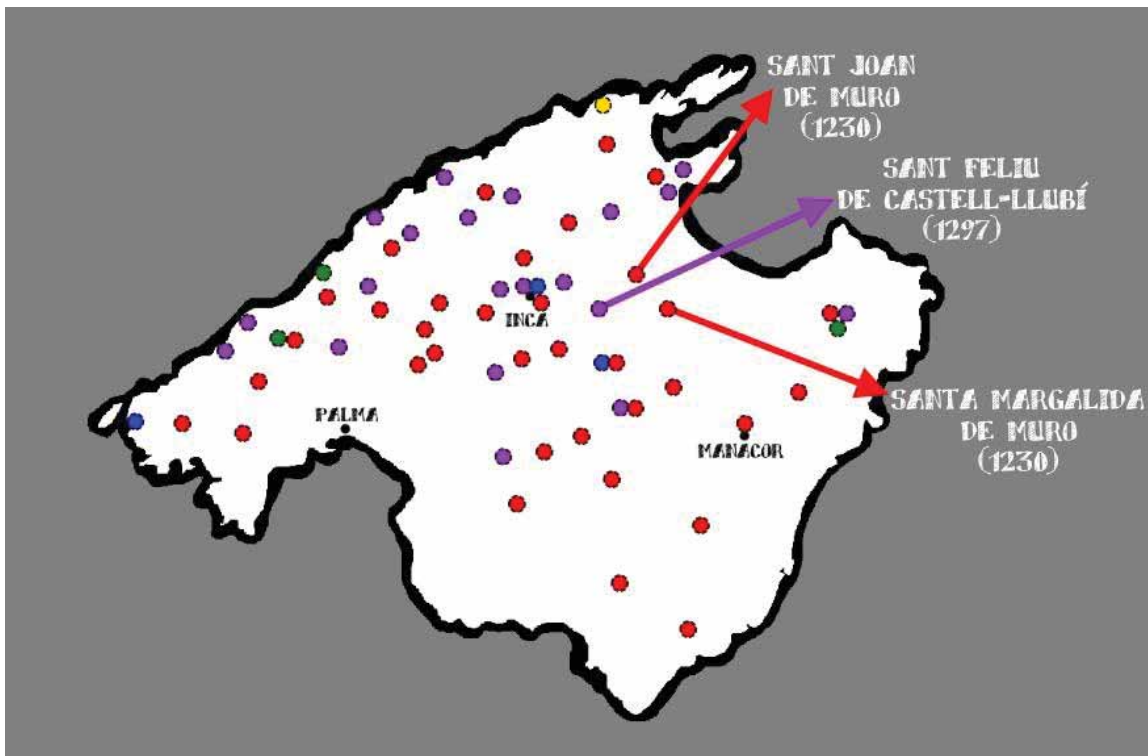 SANT JOAN
DE MURO
(1230)
SANT FELIU
DE CASTELL-LLUBÍ
(1297)
INCA
SANTA MARGALIDA
DE MURO
(1230)
PALMA
MANACOR